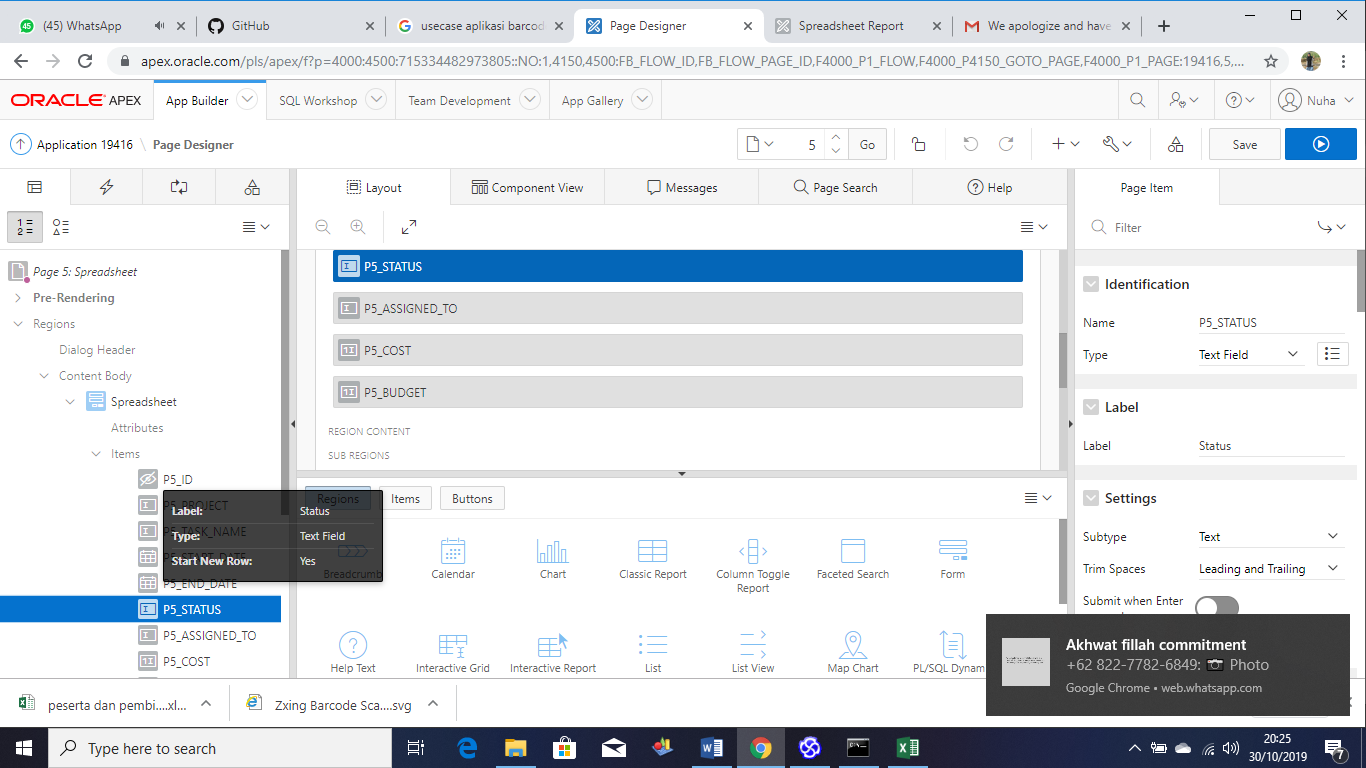 (45) WhatsApp
GitHub
usecase aplikasi barcod
Page Designer
Spreadsheet Report
We apologize and have
apex.oracle.com/pls/apex/f?p=4000:4500:715334482973805::NO:1,4150,4500:FB_FLOW_ID,FB_FLOW_PAGE_ID,F4000_P1_FLOW,F4000_P4150_GOTO_PAGE,F4000_P1_PAGE:19416,5,...
ORACLE APEX
App Builder
SQL Workshop
Team Development
App Gallery
Nuha
Application 19416 \ Page Designer
5
Go
Save
Layout
Component View
Messages
Page Search
Help
Page Item
Filter
Page 5: Spreadsheet
Pre-Rendering
Regions
Dialog Header
Content Body
Spreadsheet
Attributes
Items
P5_ID
P5_PROJECT
P5_TASK_NAME
P5_START_DATE
P5_END_DATE
P5_STATUS
P5_ASSIGNED_TO
P5_COST
Label: Status
Type: Text Field
Start New Row: Yes
P5_STATUS
P5_ASSIGNED_TO
P5_COST
P5_BUDGET
REGION CONTENT
SUB REGIONS
Regions
Items
Buttons
Breadcrumb
Calendar
Chart
Classic Report
Column Toggle
Report
Faceted Search
Form
Help Text
Interactive Grid
Interactive Report
List
List View
Map Chart
PL/SQL Dynam
Identification
Name P5_STATUS
Type Text Field
Label
Label Status
Settings
Subtype Text
Trim Spaces Leading and Trailing
Submit when Enter
Akhwat fillah commitment
+62 822-7782-6849: Photo
Google Chrome • web.whatsapp.com
peserta dan pembi....xl...
Zxing Barcode Sca....svg
Type here to search
20:25
30/10/2019
7